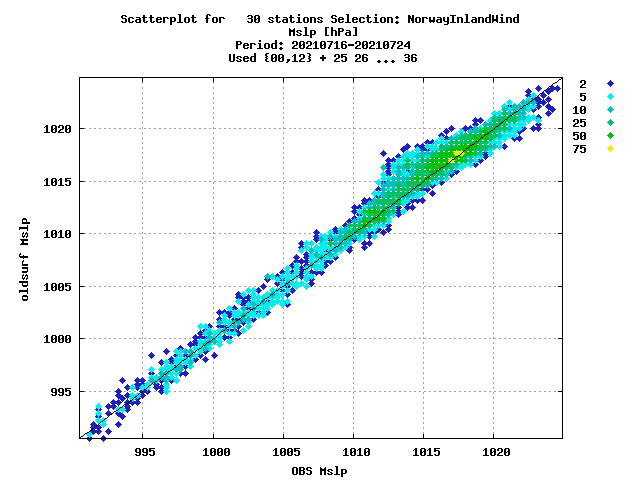 Scatterplot for   30 stations Selection: NorwayInlandWind
Mslp [hPa]
Period: 20210716-20210724
Used {00,12} + 25 26 ... 36
2
5
10
25
50
75
1020
1015
1010
1005
1000
995
oldsurf Mslp
995 1000 1005 1010 1015 1020
OBS Mslp